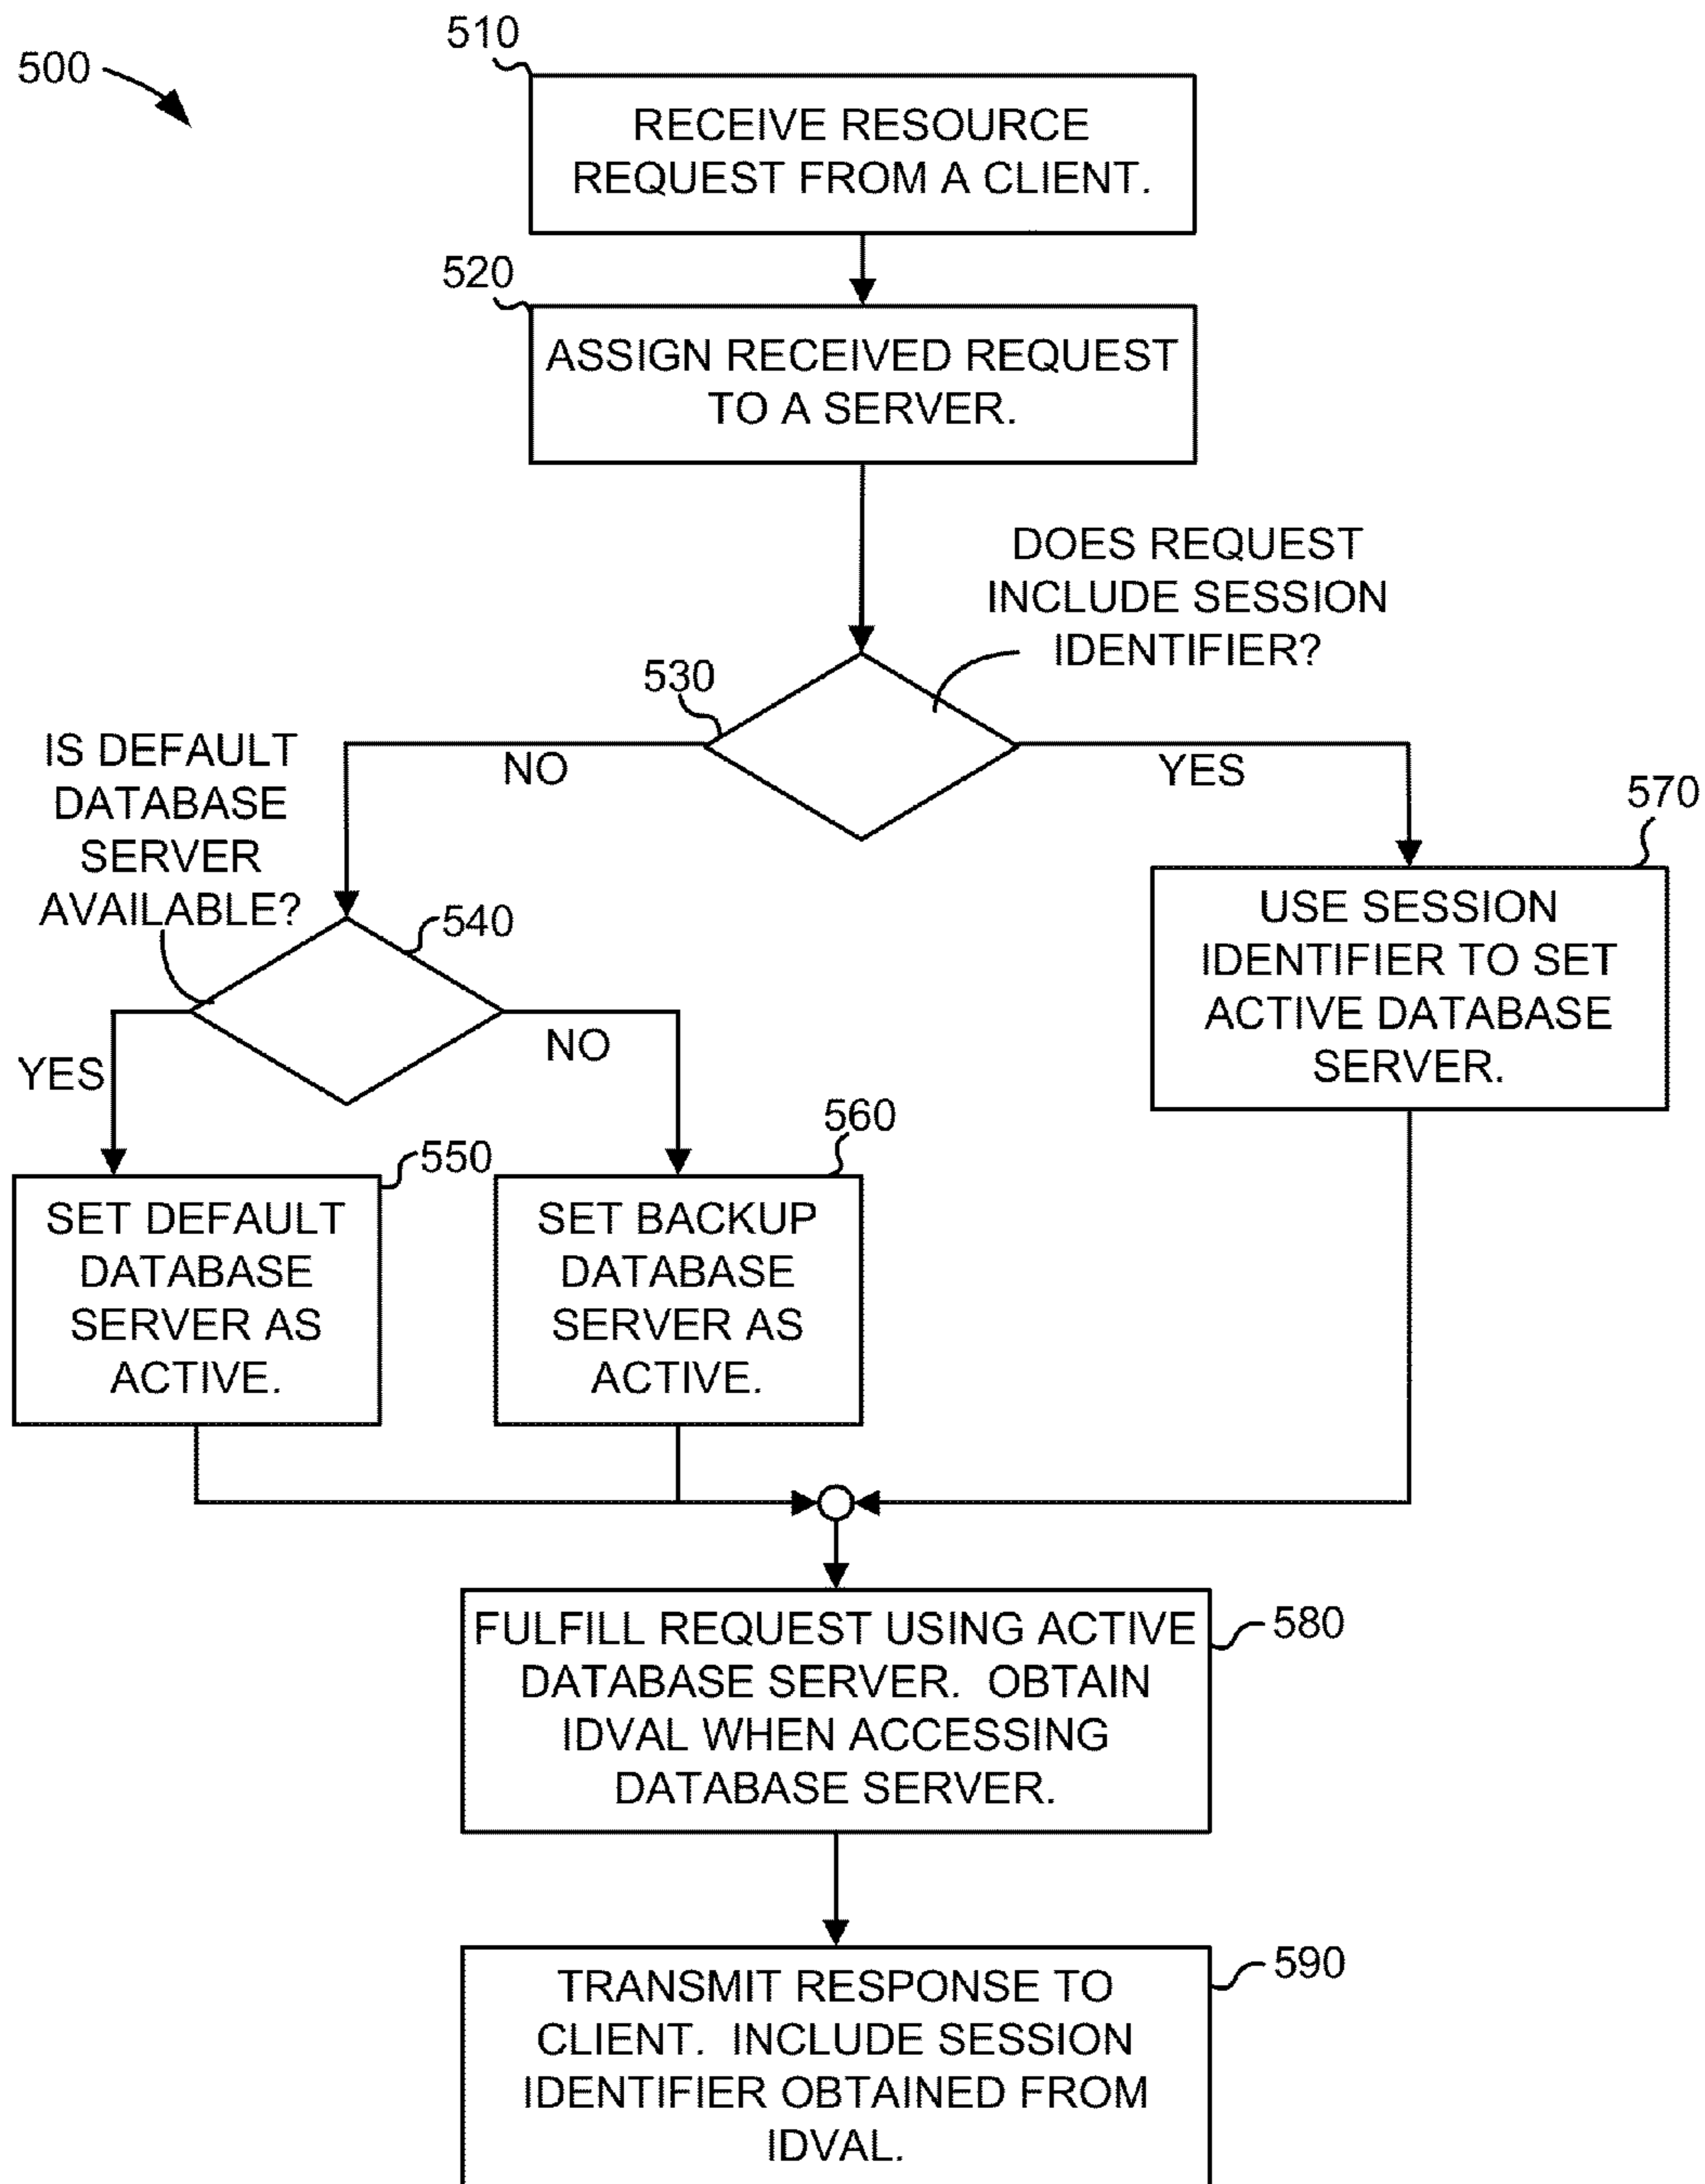 500
510
RECEIVE RESOURCE
REQUEST FROM A CLIENT.
520
ASSIGN RECEIVED REQUEST
TO A SERVER.
DOES REQUEST
INCLUDE SESSION
IDENTIFIER?
530
NO
YES
IS DEFAULT
DATABASE
SERVER
AVAILABLE?
540
YES
NO
570
USE SESSION
IDENTIFIER TO SET
ACTIVE DATABASE
SERVER.
550
SET DEFAULT
DATABASE
SERVER AS
ACTIVE.
560
SET BACKUP
DATABASE
SERVER AS
ACTIVE.
580
FULFILL REQUEST USING ACTIVE
DATABASE SERVER.  OBTAIN
IDVAL WHEN ACCESSING
DATABASE SERVER.
590
TRANSMIT RESPONSE TO
CLIENT.  INCLUDE SESSION
IDENTIFIER OBTAINED FROM
IDVAL.